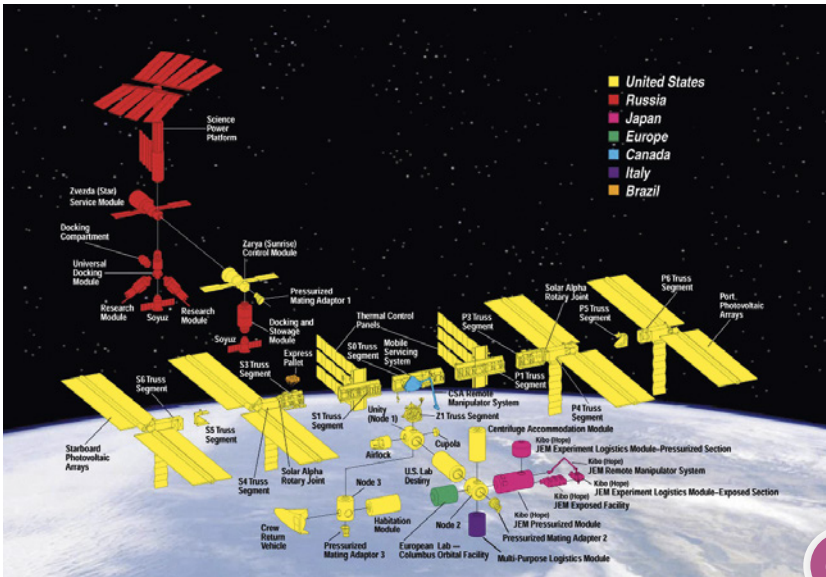 United States
Russia
Japan
Europe
Canada
Italy
Brazil
Science
Power
Platform
Zvezda (Star)
Service Module
Docking
Compartment
Universal
Docking
Module
Research
Module
Soyuz
Research
Module
Zarya (Sunrise)
Control Module
Pressurized
Mating Adaptor 1
Docking and
Stowage
Module
Soyuz
Thermal Control
Panels
S0 Truss
Segment
Mobile
Servicing
System
P3 Truss
Segment
Solar Alpha
Rotary Joint
P5 Truss
Segment
P6 Truss
Segment
Port
Photovoltaic
Arrays
S3 Truss
Segment
Express
Pallet
S6 Truss
Segment
S5 Truss
Segment
Starboard
Photovoltaic
Arrays
S4 Truss
Segment
Solar Alpha
Rotary Joint
S1 Truss
Segment
Unity
(Node 1)
CSA Remote
Manipulator System
Z1 Truss Segment
P1 Truss
Segment
P4 Truss
Segment
Centrifuge Accommodation Module
Airlock
Cupola
U.S. Lab
Destiny
Kibo (Hope)
JEM Experiment Logistics Module–Pressurized Section
Kibo (Hope)
JEM Remote Manipulator System
Kibo (Hope)
JEM Experiment Logistics Module–Exposed Section
Kibo (Hope)
JEM Exposed Facility
Kibo (Hope)
JEM Pressurized Module
Node 3
Habitation
Module
Crew
Return
Vehicle
Pressurized
Mating Adaptor 3
Node 2
European Lab —
Columbus Orbital Facility
Pressurized Mating Adapter 2
Multi-Purpose Logistics Module